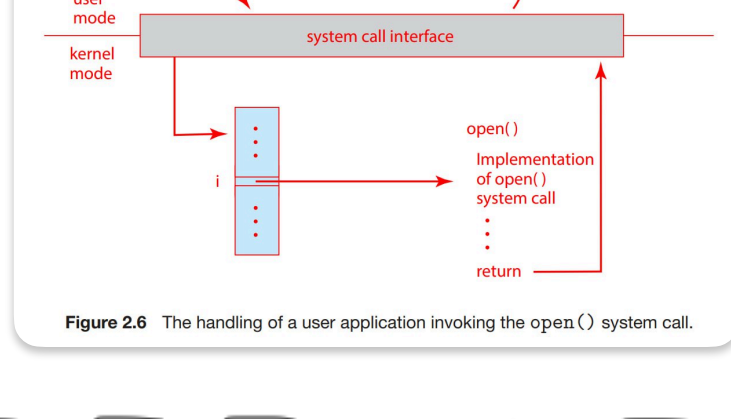 user
mode
system call interface
kernel
mode
open()
Implementation
of open()
system call
i
return
Figure 2.6 The handling of a user application invoking the open() system call.